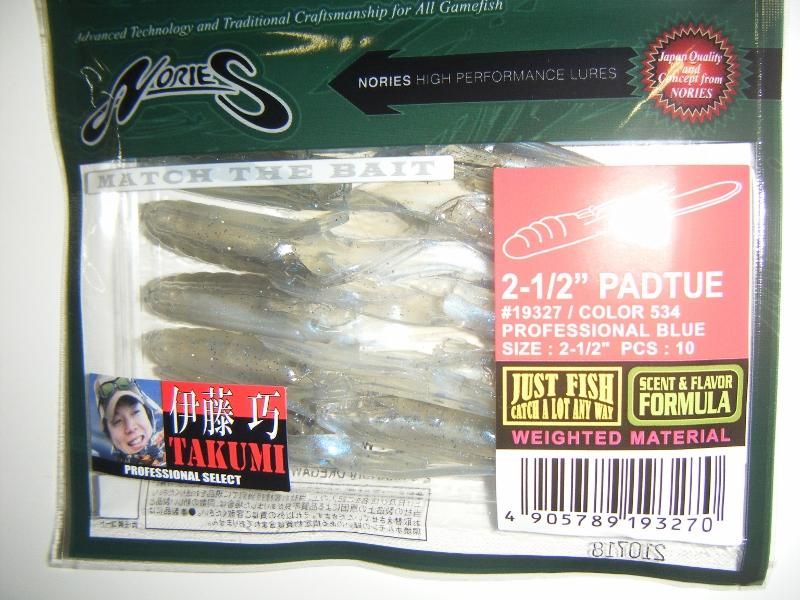 Advanced Technology and Traditional Craftsmanship for All Gamefish
NORIES
NORIES HIGH PERFORMANCE LURES
Japan Quality
and
Concept from
NORIES
MATCH THE BAIT
2-1/2” PADTUE
#19327 / COLOR 534
PROFESSIONAL BLUE
SIZE : 2-1/2" PCS : 10
JUST FISH
CATCH A LOT ANY WAY
SCENT & FLAVOR
FORMULA
WEIGHTED MATERIAL
伊藤 巧
TAKUMI
PROFESSIONAL SELECT
4 905789 193270
210718